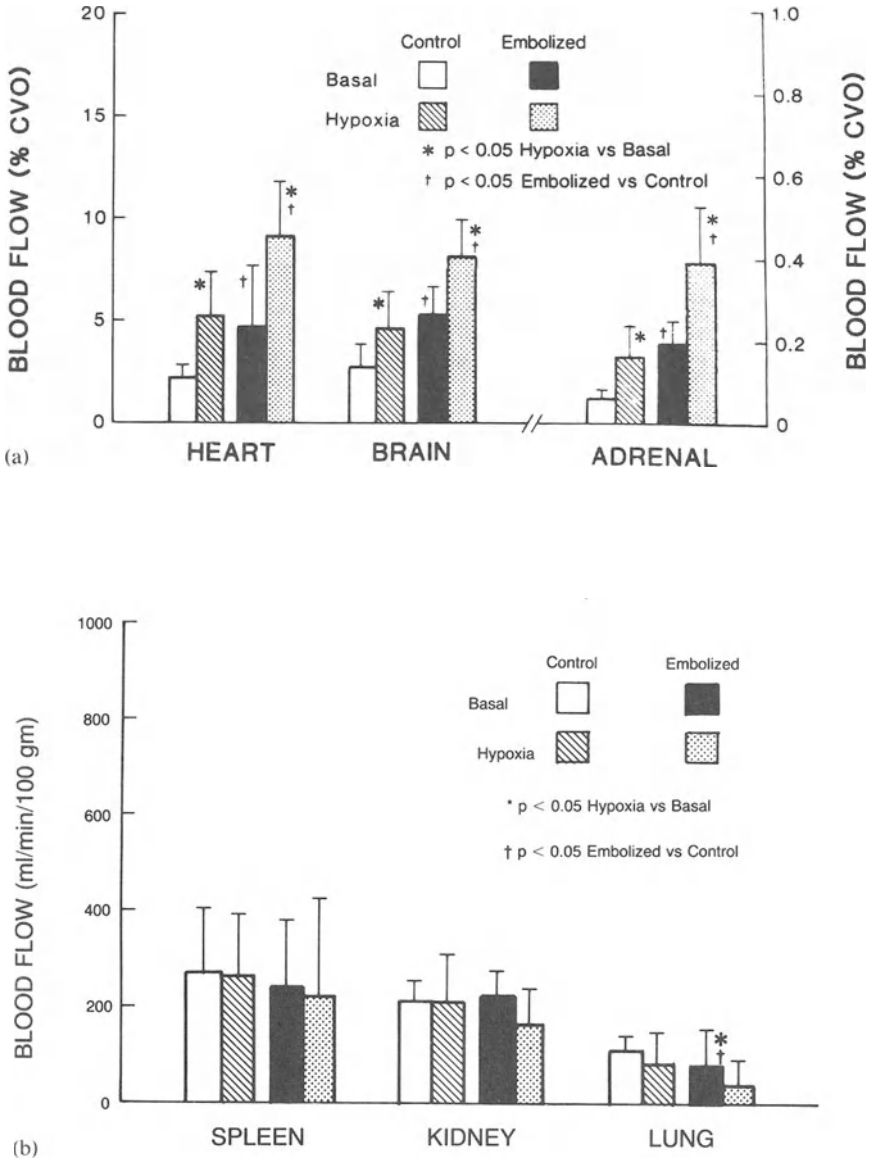 BLOOD FLOW (% CVO)
20
15
10
5
0
Control Embolized
Basal
Hypoxia
* p < 0.05 Hypoxia vs Basal
† p < 0.05 Embolized vs Control
*
†
*
†
*
†
*
†
*
†
*
†
HEART BRAIN ADRENAL
1.0
0.8
0.6
0.4
0.2
0
BLOOD FLOW (% CVO)
(a)
BLOOD FLOW (ml/min/100 gm)
1000
800
600
400
200
0
Control Embolized
Basal
Hypoxia
* p < 0.05 Hypoxia vs Basal
† p < 0.05 Embolized vs Control
*
†
SPLEEN KIDNEY LUNG
(b)